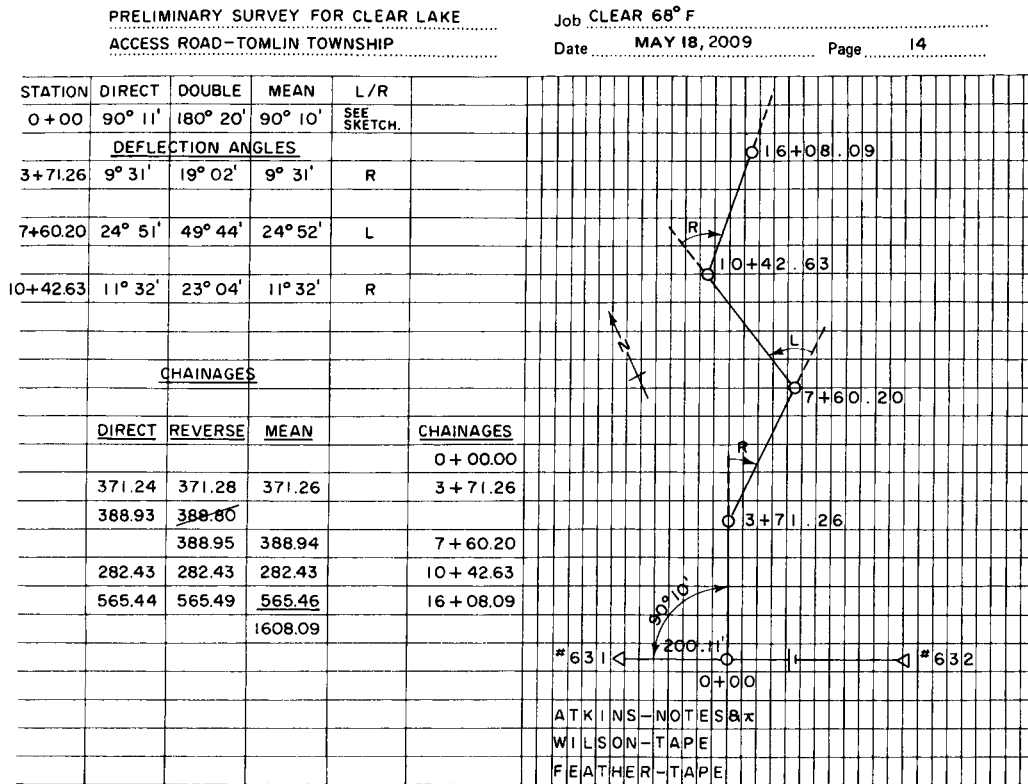 PRELIMINARY SURVEY FOR CLEAR LAKE
ACCESS ROAD-TOMLIN TOWNSHIP
Job CLEAR 68° F
Date MAY 18, 2009 Page 14
STATION DIRECT DOUBLE MEAN L/R
0+00 90° 11' 180° 20' 90° 10' SEE SKETCH.
DEFLECTION ANGLES
3+71.26 9° 31' 19° 02' 9° 31' R
7+60.20 24° 51' 49° 44' 24° 52' L
10+42.63 11° 32' 23° 04' 11° 32' R
CHAINAGES
DIRECT REVERSE MEAN CHAINAGES
0+00.00
371.24 371.28 371.26 3+71.26
388.93 388.80
388.95 388.94 7+60.20
282.43 282.43 282.43 10+42.63
565.44 565.49 565.46 16+08.09
1608.09
16+08.09
R
10+42.63
N
L
7+60.20
R
3+71.26
90°10'
200.11'
#631 #632
0+00
ATKINS-NOTES & π
WILSON-TAPE
FEATHER-TAPE